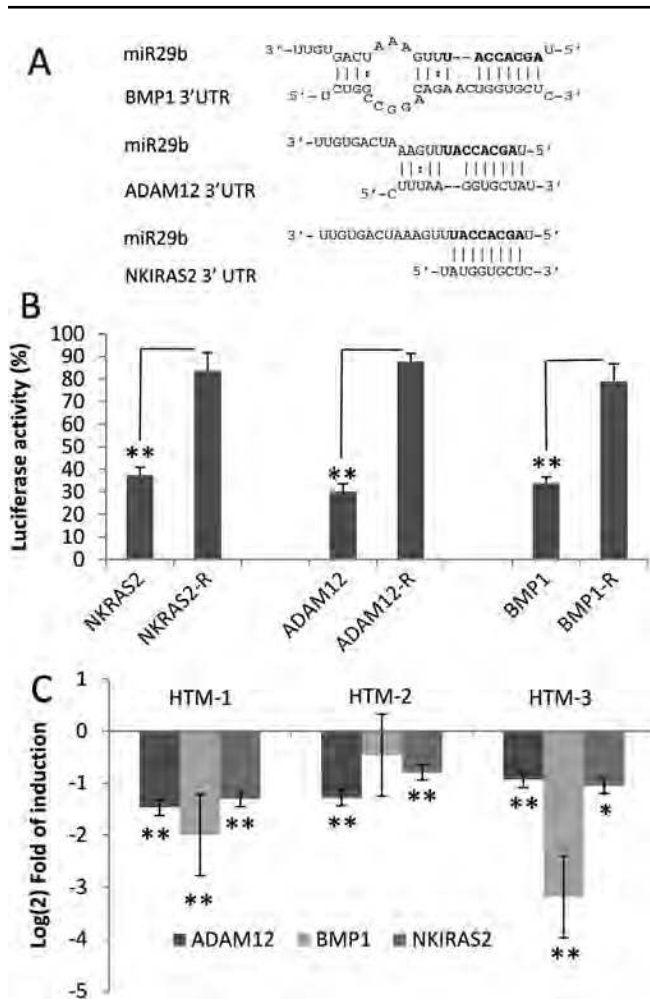 A
miR29b
3'-UUGU GACU AAA GUUU--ACCACGA U-5'
BMP1 3'UTR
5'-U CUGG CCGG A CAGA ACUGGUGCU C-3'
miR29b
3'-UUGUGACUA AAGUUUACCACGAU-5'
ADAM12 3'UTR
5'-C UUUAA--GGUGCUAU-3'
miR29b
3'-UUGUGACUAAAGUUUACCACGAU-5'
NKIRAS2 3' UTR
5'-UAUGGUGCUC-3'
B
Luciferase activity (%)
100
90
80
70
60
50
40
30
20
10
0
**
**
**
NKRAS2
NKRAS2-R
ADAM12
ADAM12-R
BMP1
BMP1-R
C
Log(2) Fold of induction
1
0
-1
-2
-3
-4
-5
HTM-1
HTM-2
HTM-3
**
**
**
**
**
**
**
*
ADAM12
BMP1
NKIRAS2